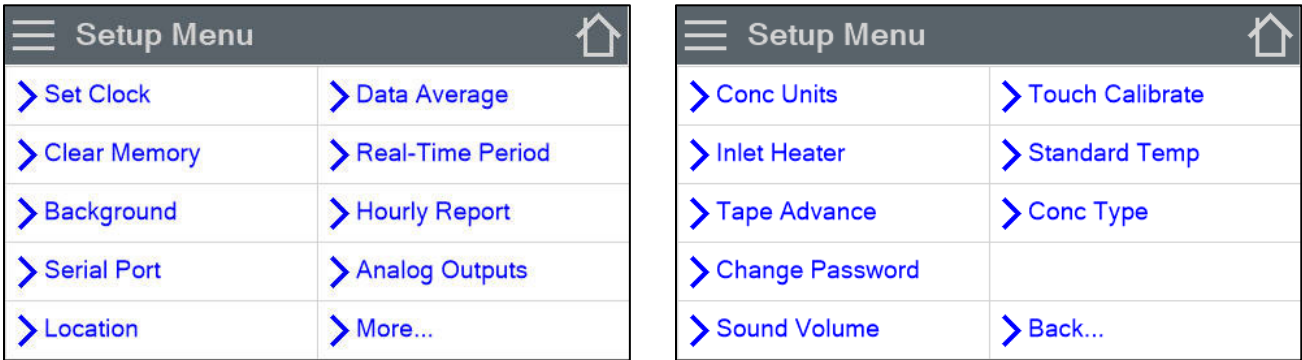 Setup Menu
Set Clock
Data Average
Clear Memory
Real-Time Period
Background
Hourly Report
Serial Port
Analog Outputs
Location
More...
Setup Menu
Conc Units
Touch Calibrate
Inlet Heater
Standard Temp
Tape Advance
Conc Type
Change Password
Sound Volume
Back...